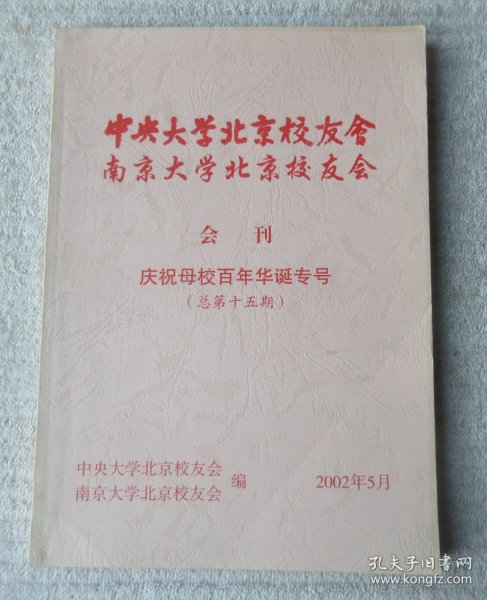 中央大学北京校友會
南京大学北京校友会
会 刊
庆祝母校百年华诞专号
（总第十五期）
中央大学北京校友会
南京大学北京校友会
编
2002年5月
孔夫子旧书网
www.kongfz.com